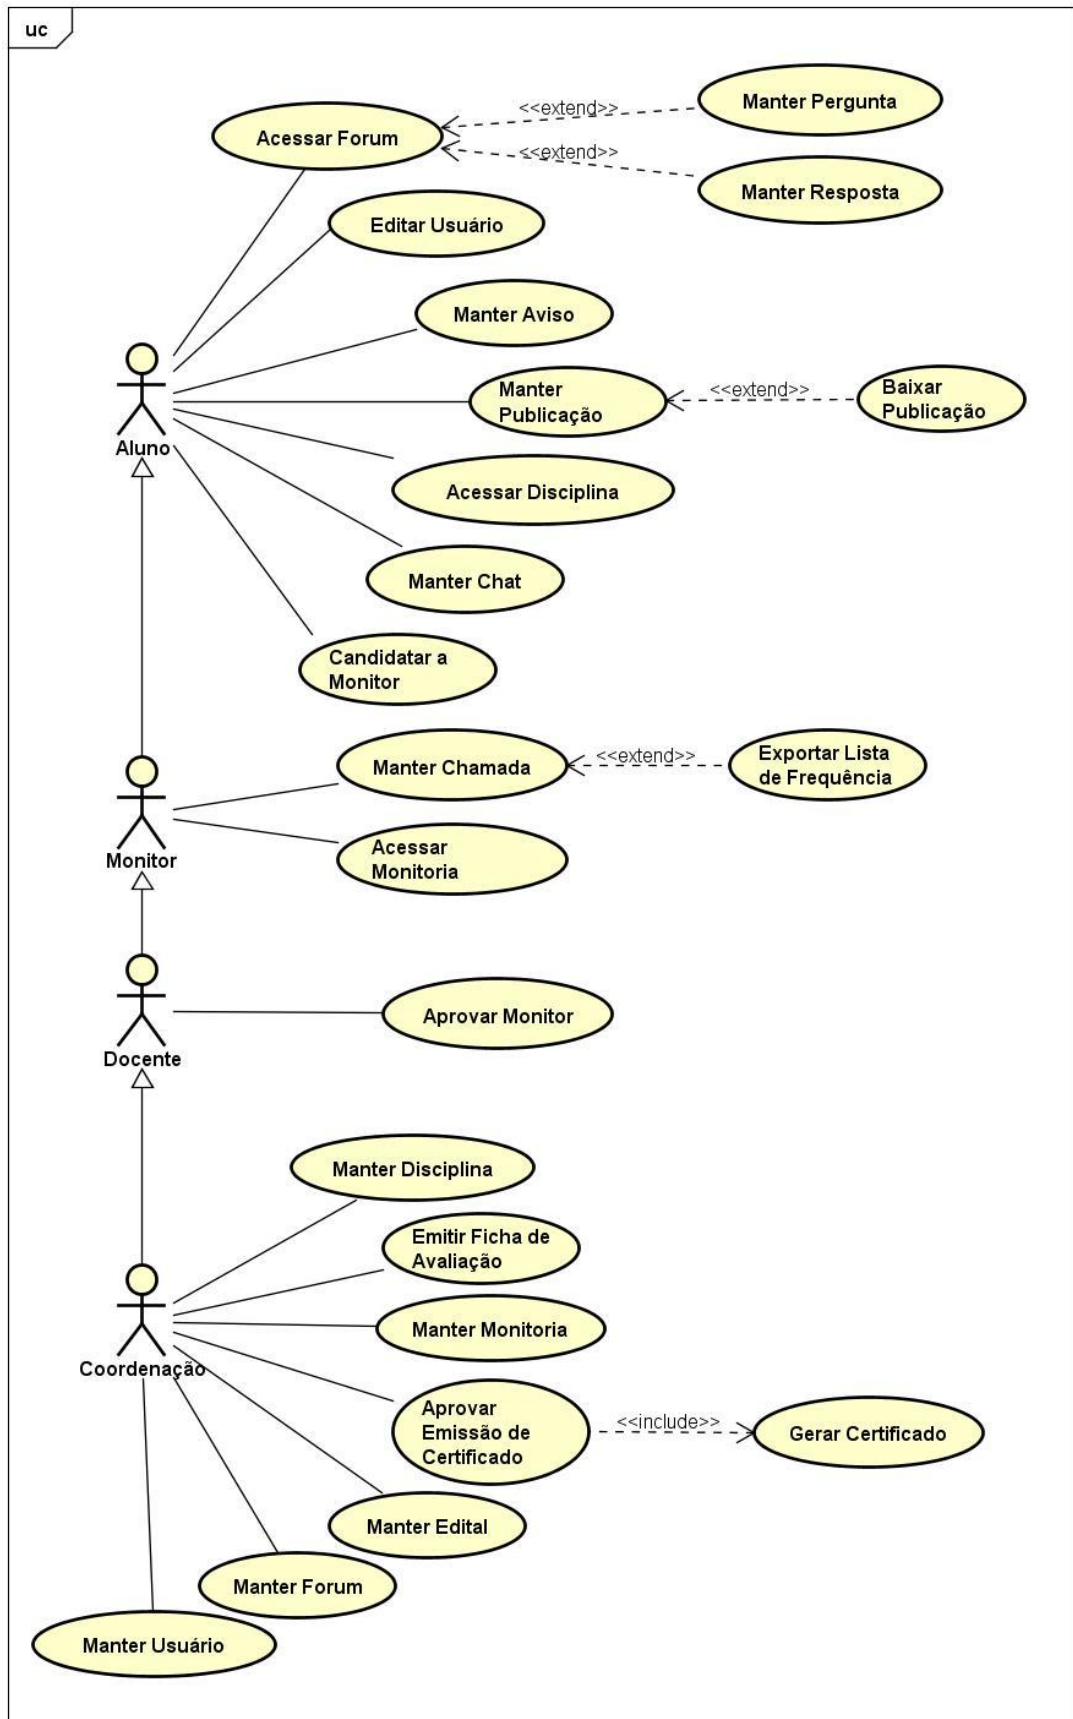 uc
<<extend>>
Manter Pergunta
Acessar Forum
<<extend>>
Manter Resposta
Editar Usuário
Manter Aviso
Manter
Publicação
<<extend>>
Baixar
Publicação
Aluno
Acessar Disciplina
Manter Chat
Candidatar a
Monitor
Manter Chamada
<<extend>>
Exportar Lista
de Frequência
Monitor
Acessar
Monitoria
Aprovar Monitor
Docente
Manter Disciplina
Emitir Ficha de
Avaliação
Manter Monitoria
Coordenação
Aprovar
Emissão de
Certificado
<<include>>
Gerar Certificado
Manter Edital
Manter Forum
Manter Usuário